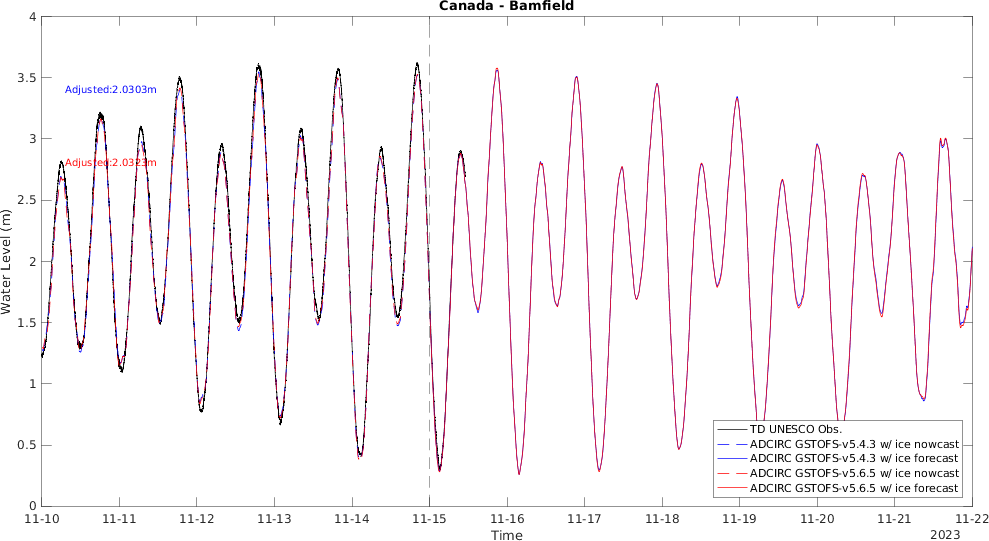 Canada - Bamfield
Water Level (m)
4
3.5
3
2.5
2
1.5
1
0.5
0
Adjusted:2.0303m
Adjusted:2.0323m
TD UNESCO Obs.
ADCIRC GSTOFS-v5.4.3 w/ ice nowcast
ADCIRC GSTOFS-v5.4.3 w/ ice forecast
ADCIRC GSTOFS-v5.6.5 w/ ice nowcast
ADCIRC GSTOFS-v5.6.5 w/ ice forecast
11-10 11-11 11-12 11-13 11-14 11-15 11-16 11-17 11-18 11-19 11-20 11-21 11-22
Time
2023